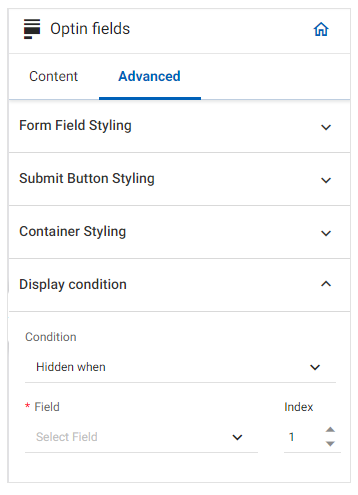 Optin fields
Content Advanced
Form Field Styling
Submit Button Styling
Container Styling
Display condition
Condition
Hidden when
* Field Index
Select Field 1